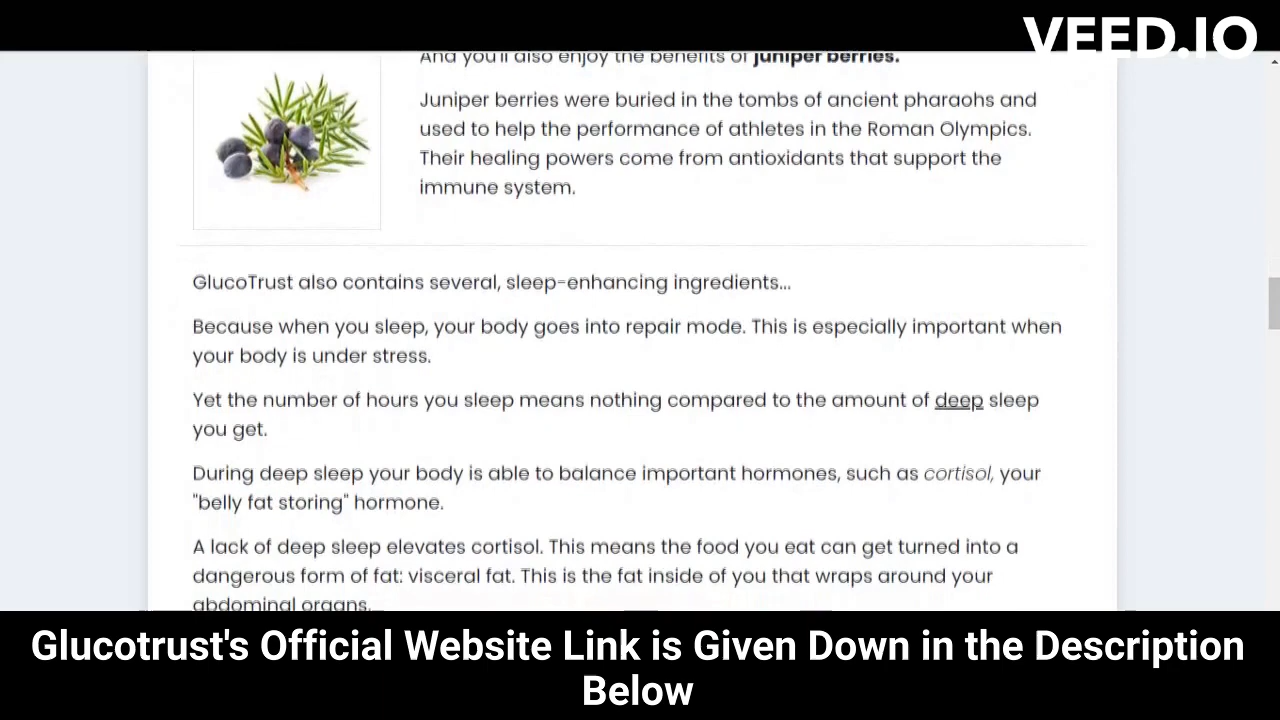 VEED.IO
And you'll also enjoy the benefits of juniper berries.
Juniper berries were buried in the tombs of ancient pharaohs and
used to help the performance of athletes in the Roman Olympics.
Their healing powers come from antioxidants that support the
immune system.
GlucoTrust also contains several, sleep-enhancing ingredients...
Because when you sleep, your body goes into repair mode. This is especially important when
your body is under stress.
Yet the number of hours you sleep means nothing compared to the amount of deep sleep
you get.
During deep sleep your body is able to balance important hormones, such as cortisol, your
"belly fat storing" hormone.
A lack of deep sleep elevates cortisol. This means the food you eat can get turned into a
dangerous form of fat: visceral fat. This is the fat inside of you that wraps around your
abdominal organs.
Glucotrust's Official Website Link is Given Down in the Description
Below